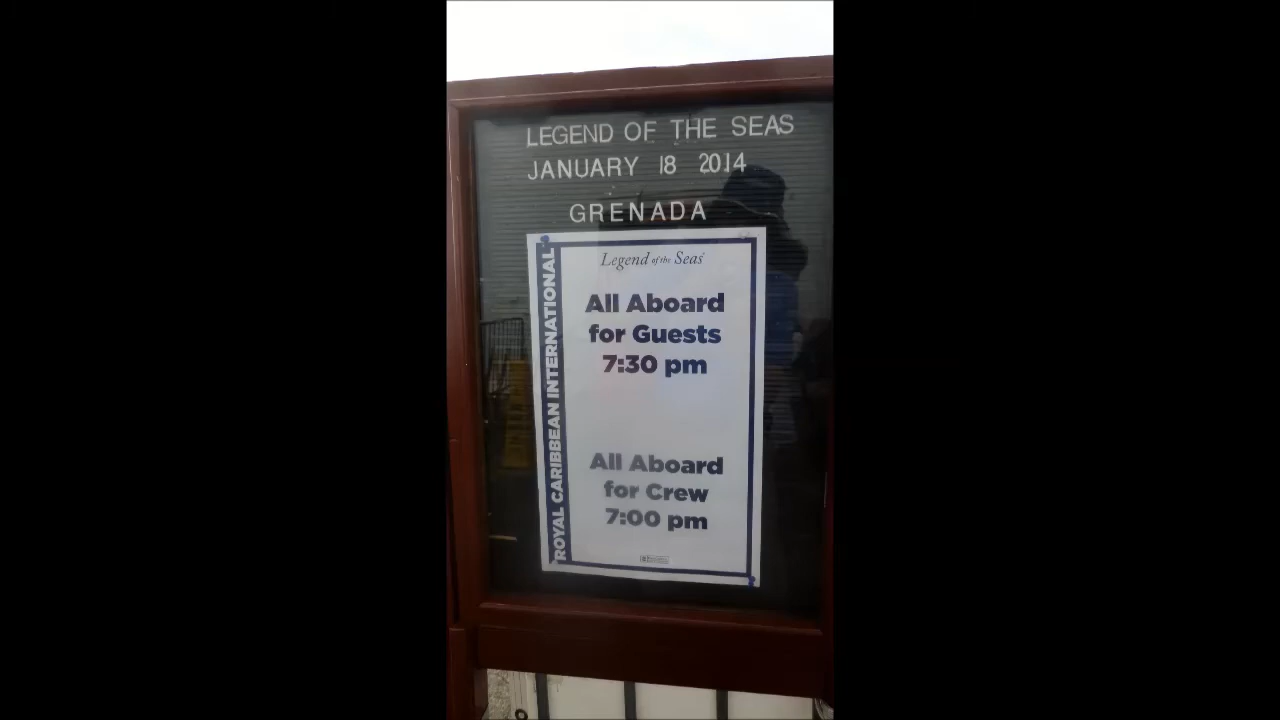 LEGEND OF THE SEAS
JANUARY 18 2014
GRENADA
Legend of the Seas
ROYAL CARIBBEAN INTERNATIONAL
All Aboard
for Guests
7:30 pm
All Aboard
for Crew
7:00 pm